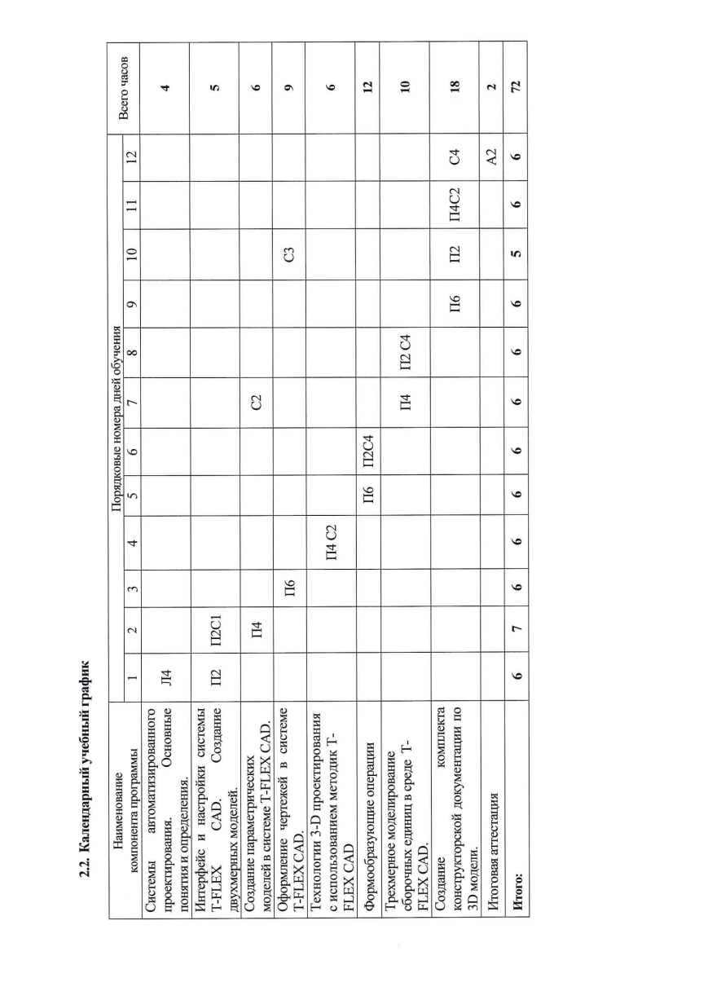 2.2. Календарный учебный график
Наименование
компонента программы
Порядковые номера дней обучения
Всего часов
1 2 3 4 5 6 7 8 9 10 11 12
Системы автоматизированного
проектирования. Основные
понятия и определения.
Л4 4
Интерфейс и настройки системы
T-FLEX CAD. Создание
двухмерных моделей.
П2 П2С1 5
Создание параметрических
моделей в системе T-FLEX CAD.
П4 С2 6
Оформление чертежей в системе
T-FLEX CAD.
П6 С3 9
Технологии 3-D проектирования
с использованием методик T-
FLEX CAD
П4 С2 6
Формообразующие операции
П6 П2С4 12
Трехмерное моделирование
сборочных единиц в среде T-
FLEX CAD.
П4 П2 С4 10
Создание комплекта
конструкторской документации по
3D модели.
П6 П2 П4С2 С4 18
Итоговая аттестация
А2 2
Итого:
6 7 6 6 6 6 6 6 6 5 6 6 72